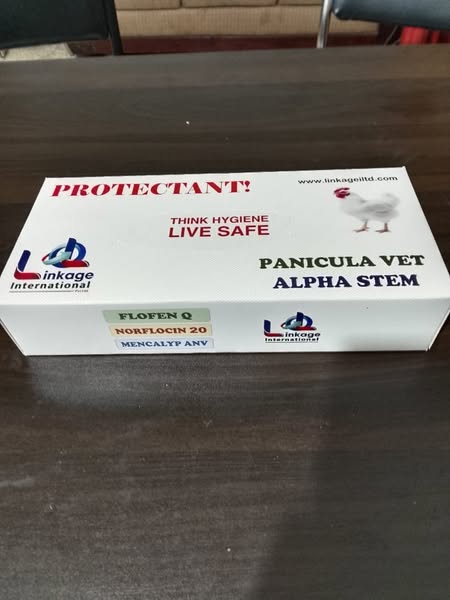 PROTECTANT!
www.linkageiltd.com
THINK HYGIENE
LIVE SAFE
Linkage
International
PANICULA VET
ALPHA STEM
FLOFEN Q
NORFLOCIN 20
MENCALYP ANV
Linkage
International